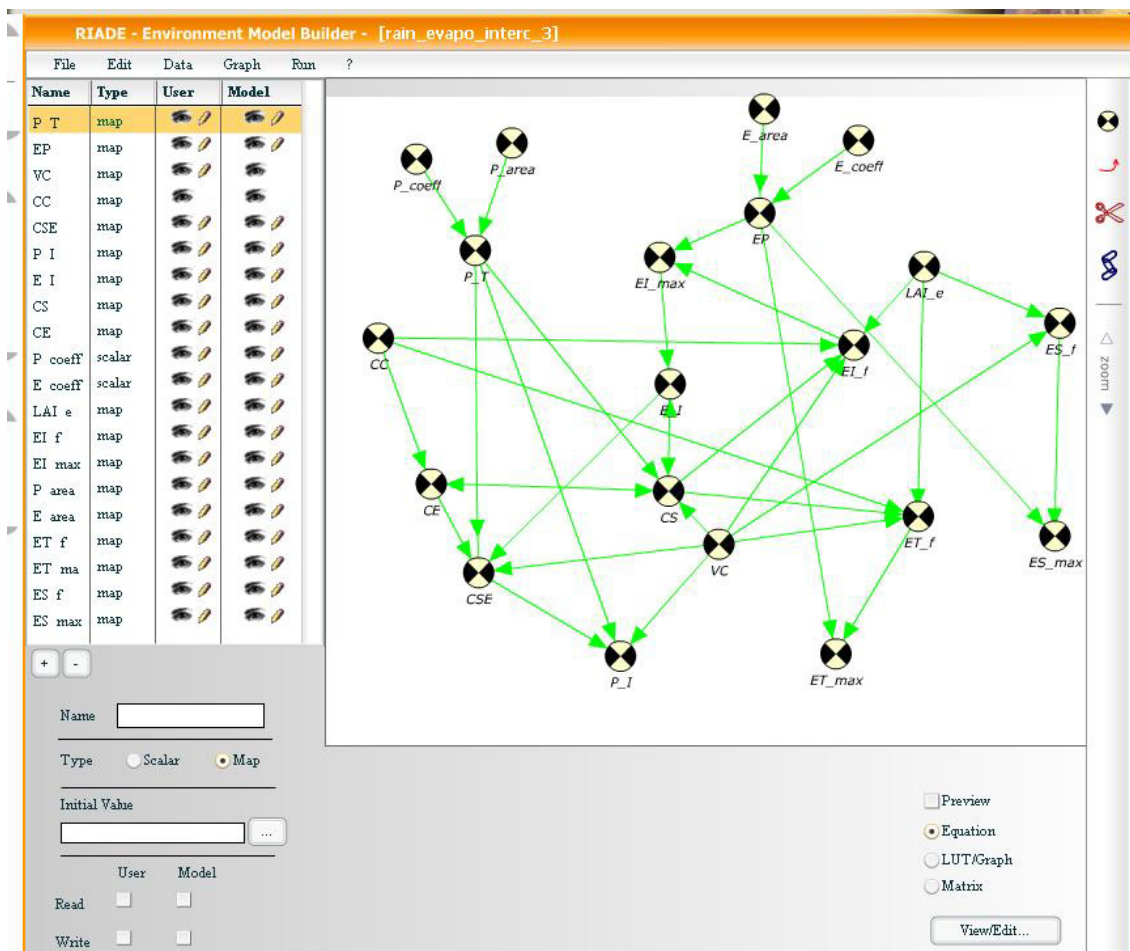 RIADE - Environment Model Builder - [rain_evapo_interc_3]
File Edit Data Graph Run ?
Name Type User Model
P T map
EP map
VC map
CC map
CSE map
P I map
E I map
CS map
CE map
P coeff scalar
E coeff scalar
LAI e map
EI f map
EI max map
P area map
E area map
ET f map
ET ma map
ES f map
ES max map
+ -
Name
Type Scalar Map
Initial Value
...
User Model
Read
Write
E_area
P_area
E_coeff
P_coeff
EP
P_T
EI_max
LAI_e
CC
EI_f
ES_f
E_I
CE
CS
VC
ET_f
ES_max
CSE
P_I
ET_max
zoom
Preview
Equation
LUT/Graph
Matrix
View/Edit...